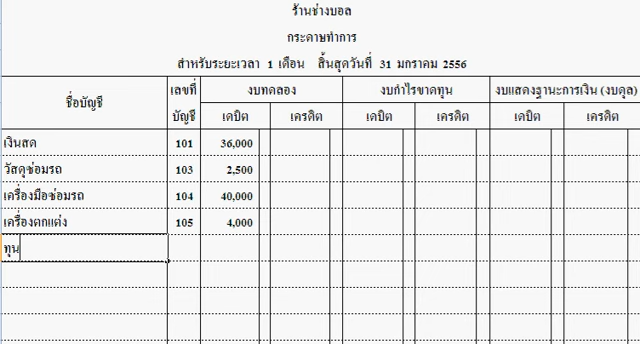 ร้านช่างบอล
กระดาษทำการ
สำหรับระยะเวลา 1 เดือน สิ้นสุดวันที่ 31 มกราคม 2556
ชื่อบัญชี เลขที่บัญชี งบทดลอง งบกำไรขาดทุน งบแสดงฐานะการเงิน (งบดุล)
เดบิต เครดิต เดบิต เครดิต เดบิต เครดิต
เงินสด 101 36,000
วัสดุซ่อมรถ 103 2,500
เครื่องมือซ่อมรถ 104 40,000
เครื่องตกแต่ง 105 4,000
ทุน